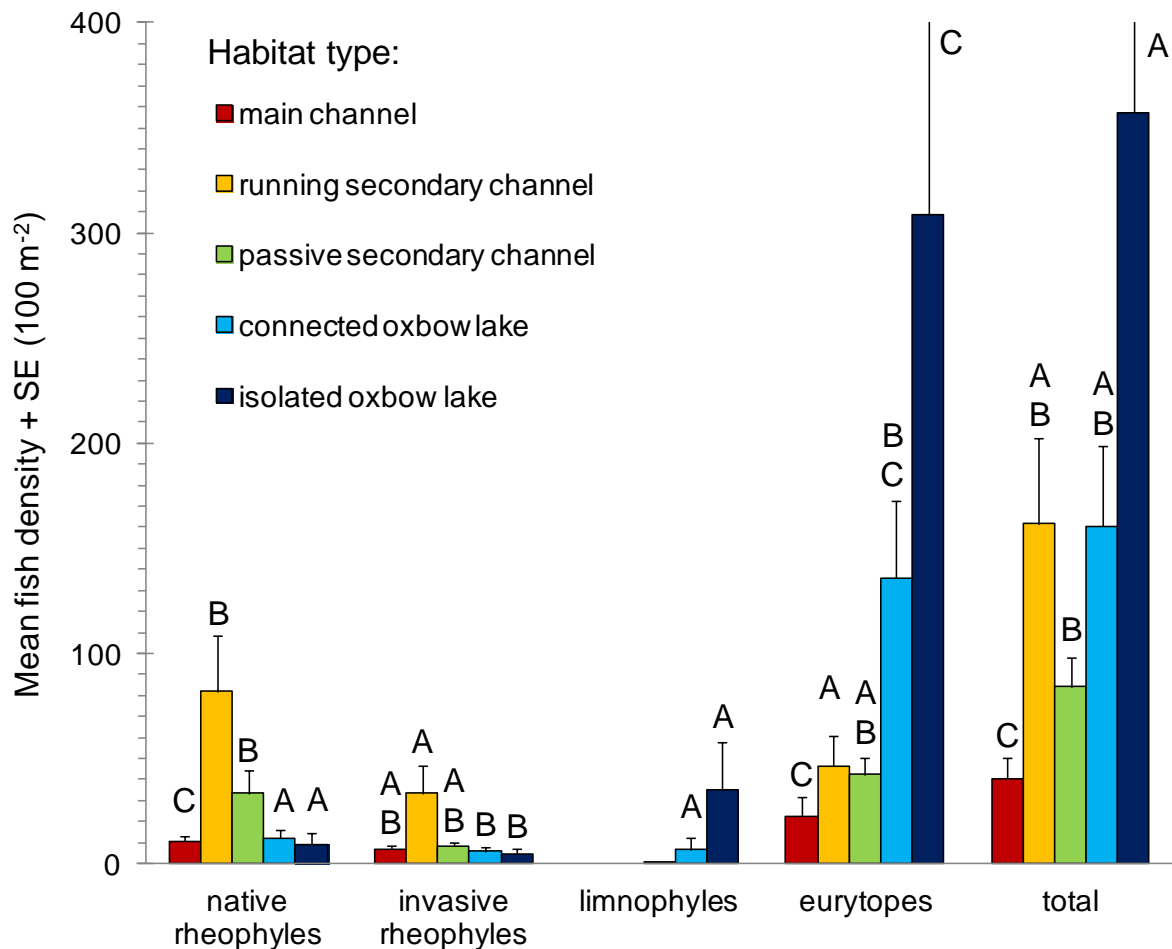 400
300
200
100
0
Mean fish density + SE (100 m-2)
Habitat type:
main channel
running secondary channel
passive secondary channel
connected oxbow lake
isolated oxbow lake
C
B
B
A
A
A
B
A
A
B
B
B
A
A
C
A
A
B
B
C
C
C
A
B
B
A
B
A
native
rheophyles
invasive
rheophyles
limnophyles
eurytopes
total